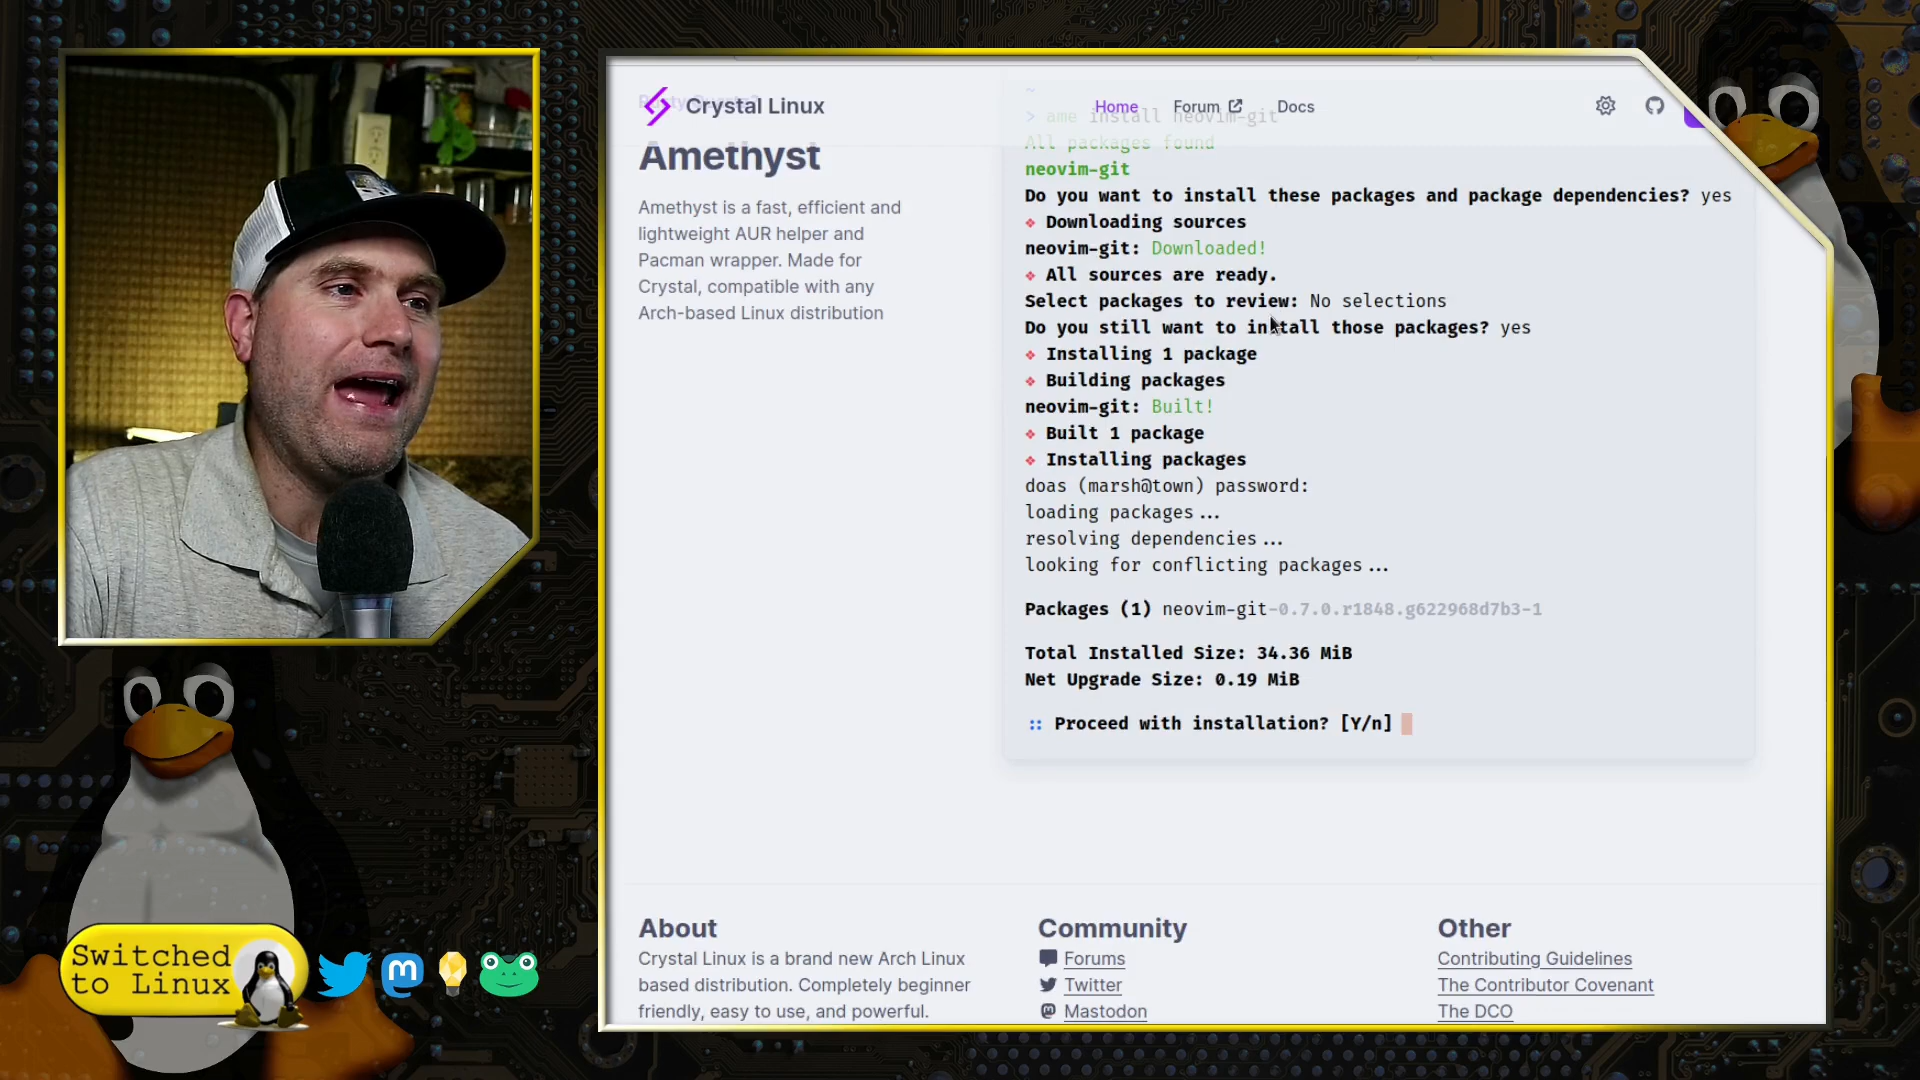 Crystal Linux
Home
Forum
Docs
Amethyst
Amethyst is a fast, efficient and
lightweight AUR helper and
Pacman wrapper. Made for
Crystal, compatible with any
Arch-based Linux distribution
~
> ame install neovim-git
All packages found
neovim-git
Do you want to install these packages and package dependencies? yes
❖ Downloading sources
neovim-git: Downloaded!
❖ All sources are ready.
Select packages to review: No selections
Do you still want to install those packages? yes
❖ Installing 1 package
❖ Building packages
neovim-git: Built!
❖ Built 1 package
❖ Installing packages
doas (marsh@town) password:
loading packages...
resolving dependencies...
looking for conflicting packages...
Packages (1) neovim-git-0.7.0.r1848.g622968d7b3-1
Total Installed Size: 34.36 MiB
Net Upgrade Size: 0.19 MiB
:: Proceed with installation? [Y/n]
About
Crystal Linux is a brand new Arch Linux
based distribution. Completely beginner
friendly, easy to use, and powerful.
Community
Forums
Twitter
Mastodon
Other
Contributing Guidelines
The Contributor Covenant
The DCO
Switched
to Linux